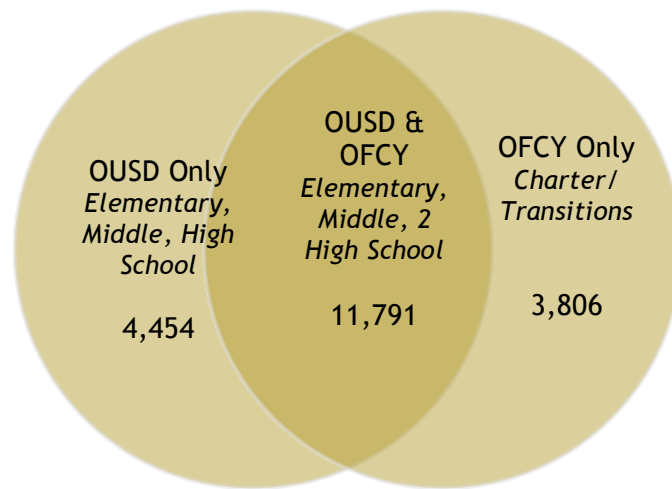 OUSD Only
Elementary,
Middle, High
School
4,454
OUSD &
OFCY
Elementary,
Middle, 2
High School
11,791
OFCY Only
Charter/
Transitions
3,806